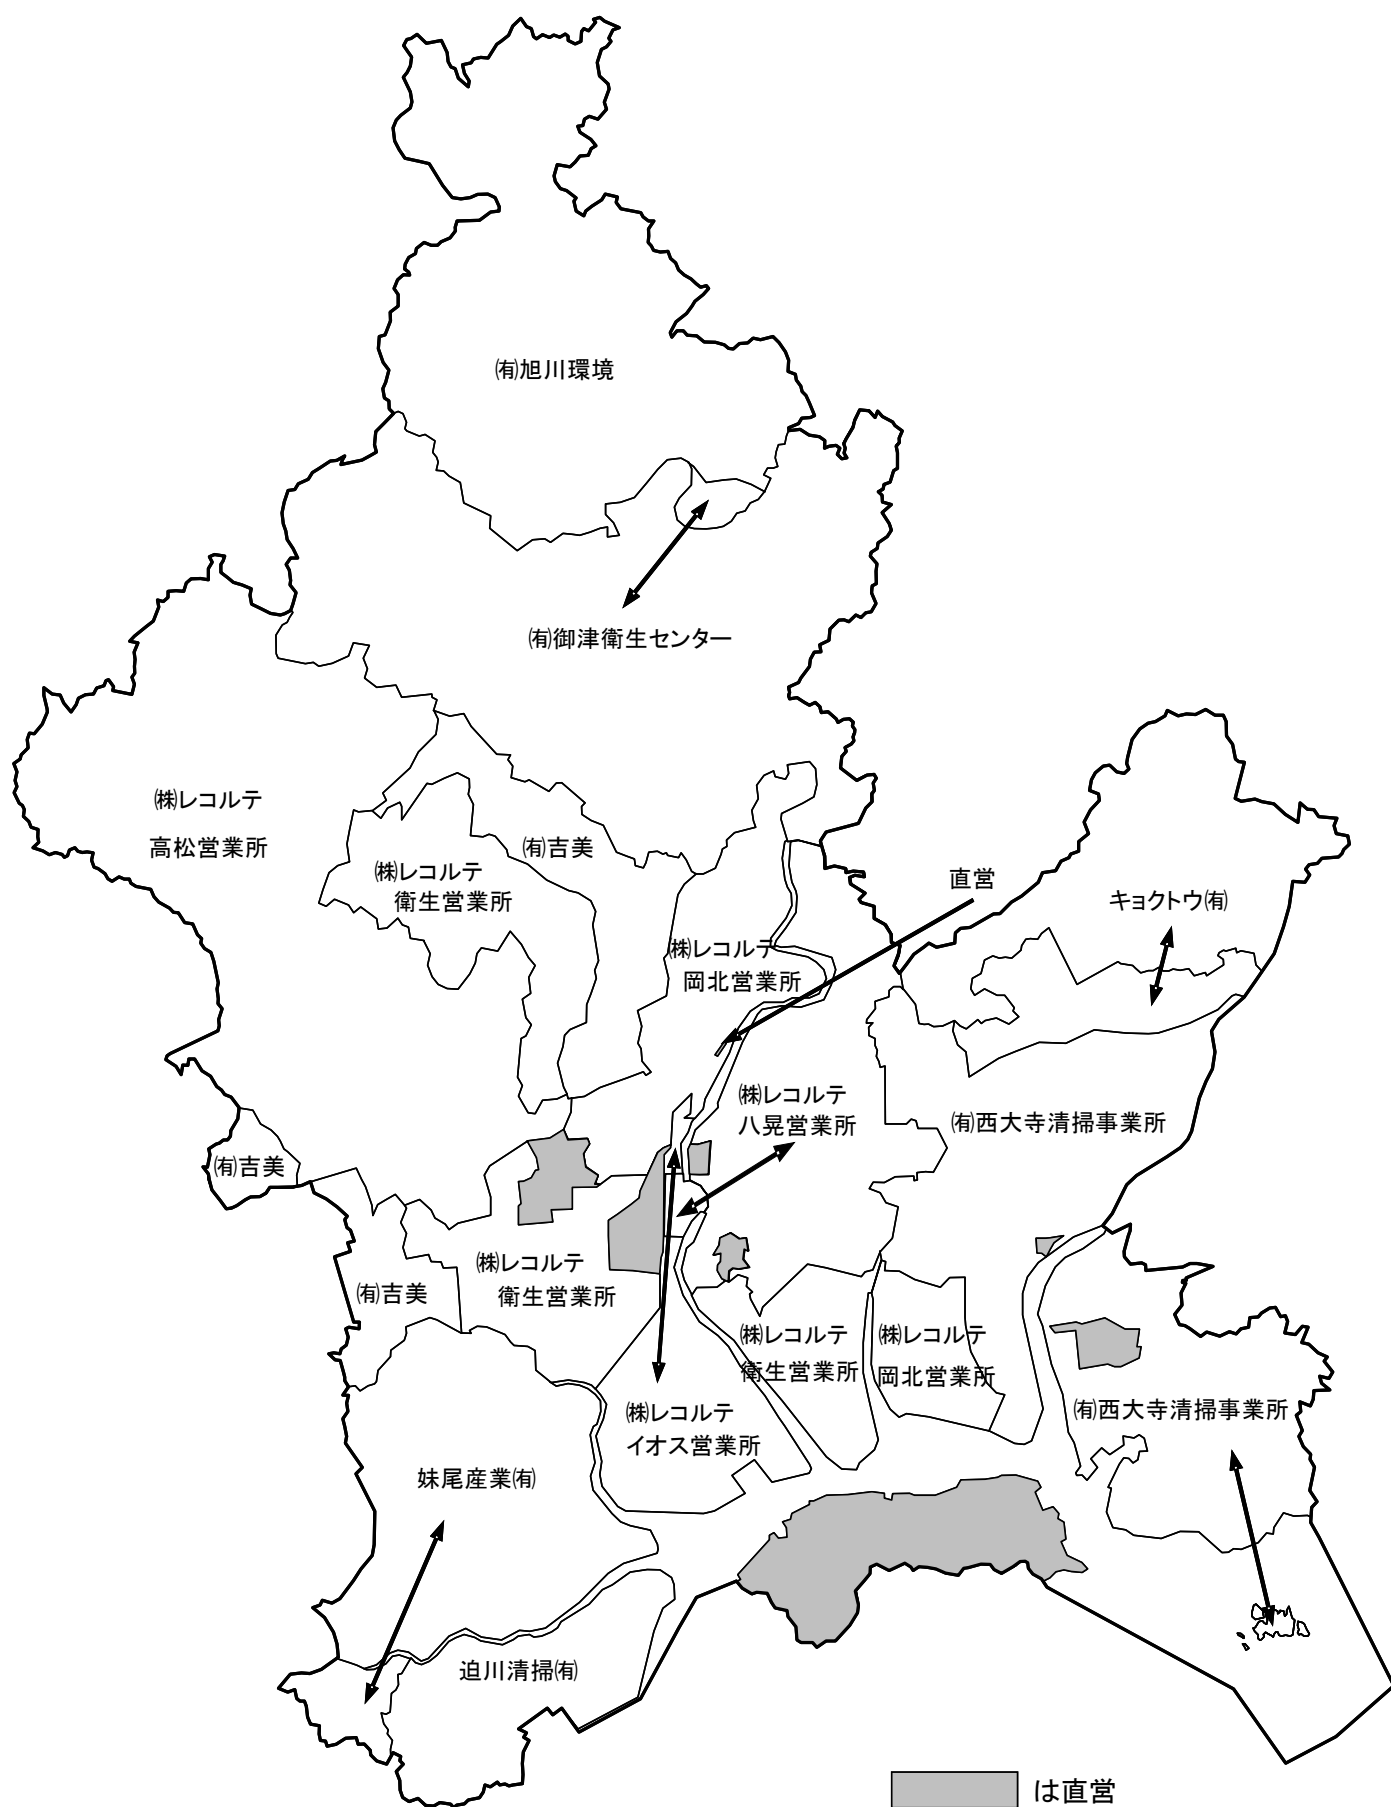 ㈲旭川環境
㈲御津衛生センター
㈱レコルテ
高松営業所
㈱レコルテ
衛生営業所
㈲吉美
㈱レコルテ
岡北営業所
直営
キョクトウ㈲
㈱レコルテ
八晃営業所
㈲西大寺清掃事業所
㈲吉美
㈲吉美
㈱レコルテ
衛生営業所
㈱レコルテ
衛生営業所
㈱レコルテ
岡北営業所
㈱レコルテ
イオス営業所
㈲西大寺清掃事業所
妹尾産業㈲
迫川清掃㈲
は直営